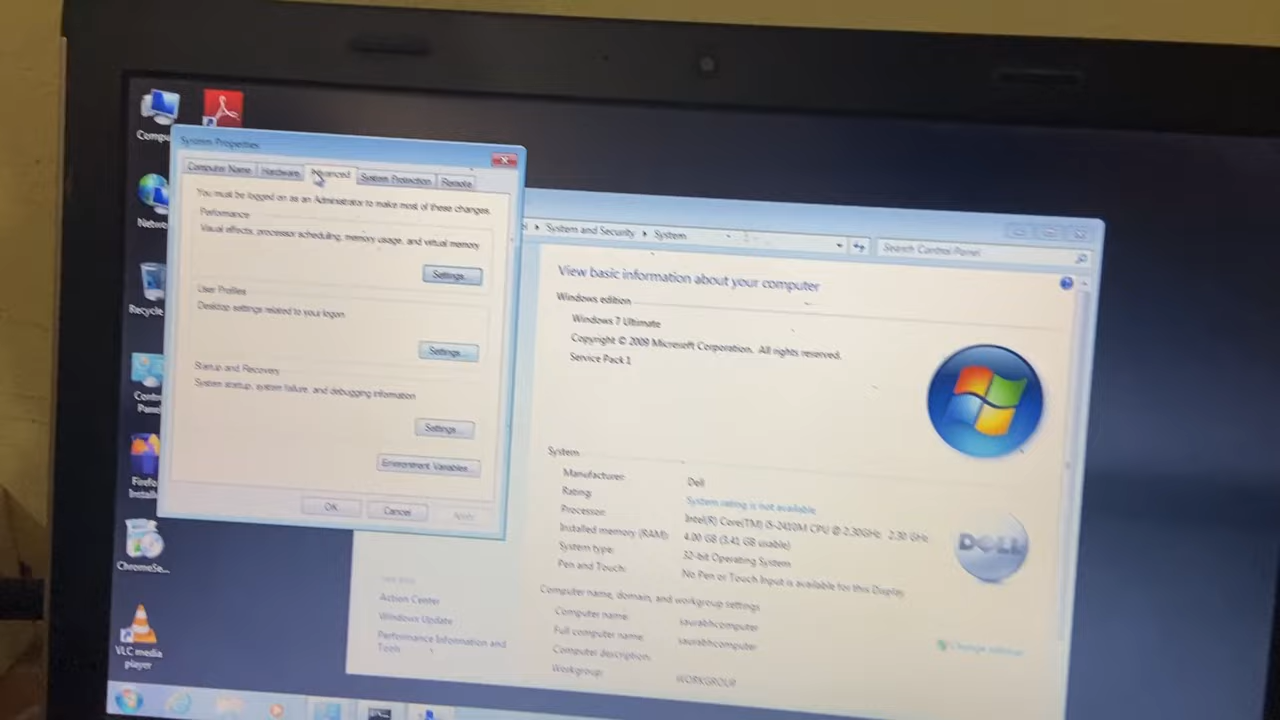 Compu
Netwo
Recycle
Contro
Panel
Firefo
Installe
ChromeSe...
VLC media
player
System Properties
Computer Name
Hardware
Advanced
System Protection
Remote
You must be logged on as an Administrator to make most of these changes.
Performance
Visual effects, processor scheduling, memory usage, and virtual memory
Settings...
User Profiles
Desktop settings related to your logon
Settings...
Startup and Recovery
System startup, system failure, and debugging information
Settings...
Environment Variables...
OK
Cancel
Apply
System and Security
System
Search Control Panel
View basic information about your computer
Windows edition
Windows 7 Ultimate
Copyright © 2009 Microsoft Corporation. All rights reserved.
Service Pack 1
System
Manufacturer: Dell
Rating: System rating is not available
Processor: Intel(R) Core(TM) i5-2410M CPU @ 2.30GHz 2.30 GHz
Installed memory (RAM): 4.00 GB (3.41 GB usable)
System type: 32-bit Operating System
Pen and Touch: No Pen or Touch Input is available for this Display
DELL
Computer name, domain, and workgroup settings
Computer name: saurabhcomputer
Full computer name: saurabhcomputer
Computer description:
Workgroup: WORKGROUP
Change settings
See also
Action Center
Windows Update
Performance Information and
Tools